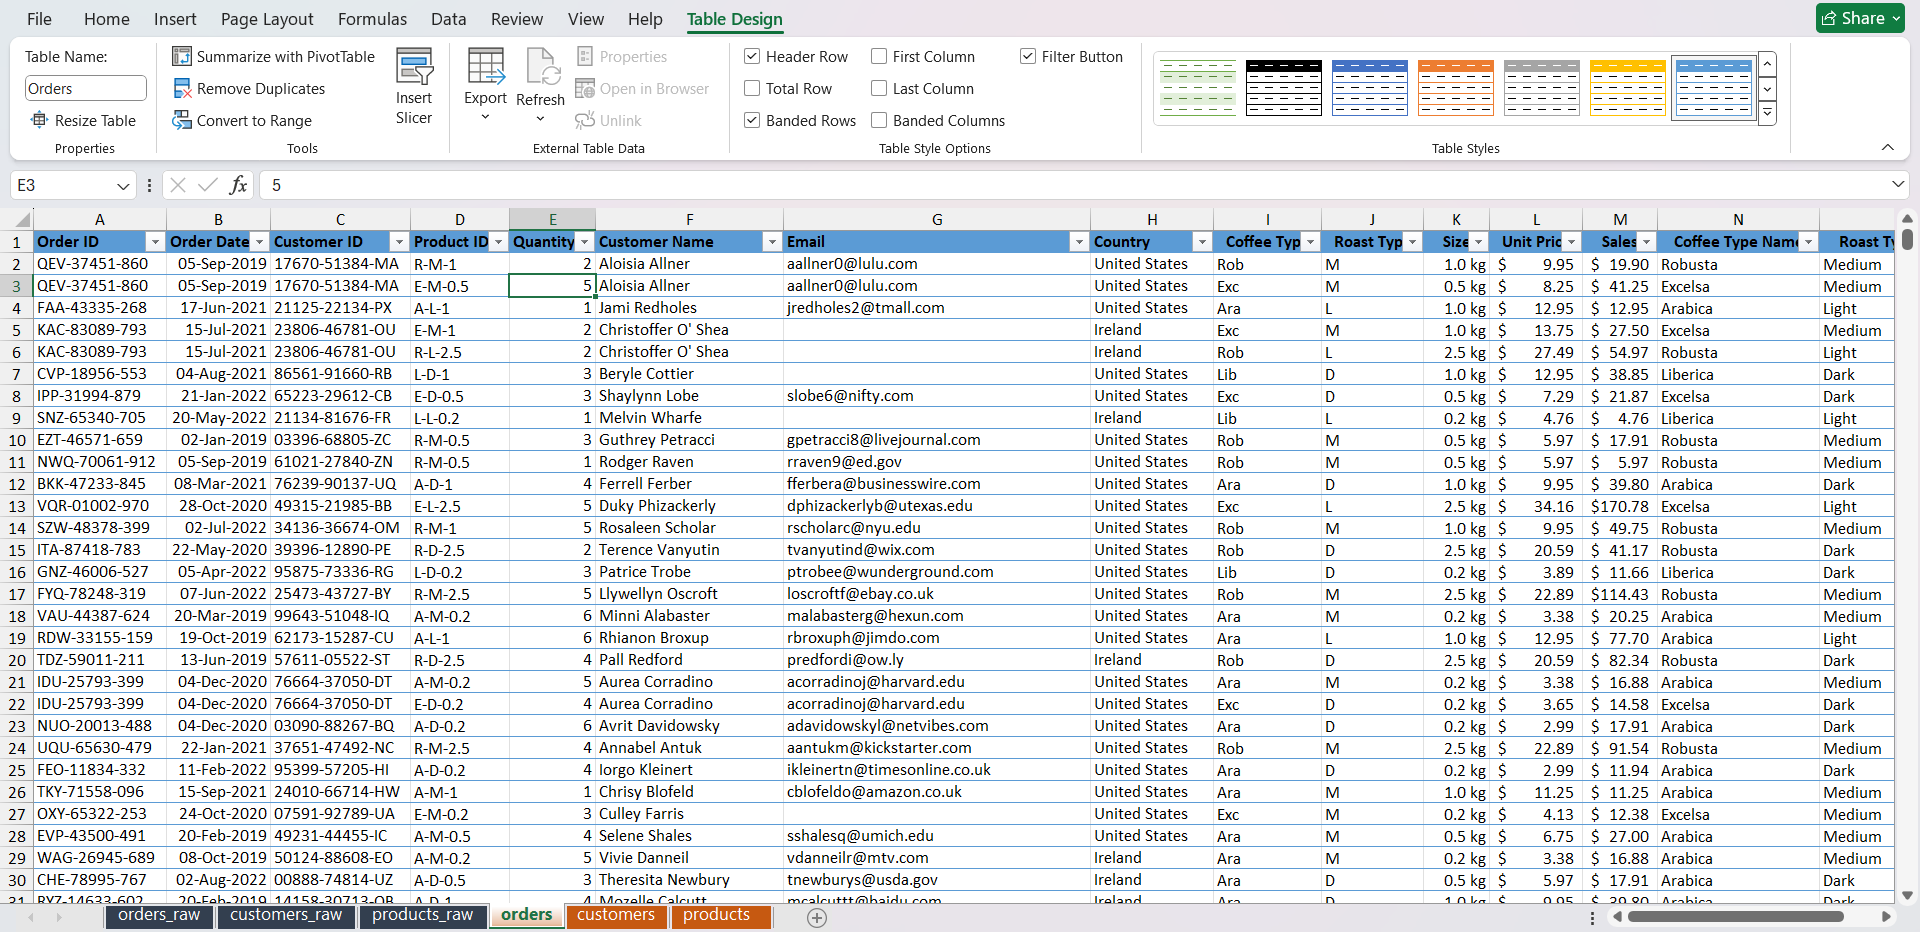 File Home Insert Page Layout Formulas Data Review View Help Table Design Share
Table Name: Summarize with PivotTable Properties Header Row First Column Filter Button
Orders Remove Duplicates Insert Slicer Export Refresh Open in Browser Total Row Last Column
Resize Table Convert to Range Unlink Banded Rows Banded Columns
Properties Tools External Table Data Table Style Options Table Styles
E3 fx 5
A B C D E F G H I J K L M N
1 Order ID Order Date Customer ID Product ID Quantity Customer Name Email Country Coffee Typ Roast Typ Size Unit Pric Sales Coffee Type Name Roast Ty
2 QEV-37451-860 05-Sep-2019 17670-51384-MA R-M-1 2 Aloisia Allner aallner0@lulu.com United States Rob M 1.0 kg $ 9.95 $ 19.90 Robusta Medium
3 QEV-37451-860 05-Sep-2019 17670-51384-MA E-M-0.5 5 Aloisia Allner aallner0@lulu.com United States Exc M 0.5 kg $ 8.25 $ 41.25 Excelsa Medium
4 FAA-43335-268 17-Jun-2021 21125-22134-PX A-L-1 1 Jami Redholes jredholes2@tmall.com United States Ara L 1.0 kg $ 12.95 $ 12.95 Arabica Light
5 KAC-83089-793 15-Jul-2021 23806-46781-OU E-M-1 2 Christoffer O' Shea Ireland Exc M 1.0 kg $ 13.75 $ 27.50 Excelsa Medium
6 KAC-83089-793 15-Jul-2021 23806-46781-OU R-L-2.5 2 Christoffer O' Shea Ireland Rob L 2.5 kg $ 27.49 $ 54.97 Robusta Light
7 CVP-18956-553 04-Aug-2021 86561-91660-RB L-D-1 3 Beryle Cottier United States Lib D 1.0 kg $ 12.95 $ 38.85 Liberica Dark
8 IPP-31994-879 21-Jan-2022 65223-29612-CB E-D-0.5 3 Shaylynn Lobe slobe6@nifty.com United States Exc D 0.5 kg $ 7.29 $ 21.87 Excelsa Dark
9 SNZ-65340-705 20-May-2022 21134-81676-FR L-L-0.2 1 Melvin Wharfe Ireland Lib L 0.2 kg $ 4.76 $ 4.76 Liberica Light
10 EZT-46571-659 02-Jan-2019 03396-68805-ZC R-M-0.5 3 Guthrey Petracci gpetracci8@livejournal.com United States Rob M 0.5 kg $ 5.97 $ 17.91 Robusta Medium
11 NWQ-70061-912 05-Sep-2019 61021-27840-ZN R-M-0.5 1 Rodger Raven rraven9@ed.gov United States Rob M 0.5 kg $ 5.97 $ 5.97 Robusta Medium
12 BKK-47233-845 08-Mar-2021 76239-90137-UQ A-D-1 4 Ferrell Ferber fferbera@businesswire.com United States Ara D 1.0 kg $ 9.95 $ 39.80 Arabica Dark
13 VQR-01002-970 28-Oct-2020 49315-21985-BB E-L-2.5 5 Duky Phizackerly dphizackerlyb@utexas.edu United States Exc L 2.5 kg $ 34.16 $170.78 Excelsa Light
14 SZW-48378-399 02-Jul-2022 34136-36674-OM R-M-1 5 Rosaleen Scholar rscholarc@nyu.edu United States Rob M 1.0 kg $ 9.95 $ 49.75 Robusta Medium
15 ITA-87418-783 22-May-2020 39396-12890-PE R-D-2.5 2 Terence Vanyutin tvanyutind@wix.com United States Rob D 2.5 kg $ 20.59 $ 41.17 Robusta Dark
16 GNZ-46006-527 05-Apr-2022 95875-73336-RG L-D-0.2 3 Patrice Trobe ptrobee@wunderground.com United States Lib D 0.2 kg $ 3.89 $ 11.66 Liberica Dark
17 FYQ-78248-319 07-Jun-2022 25473-43727-BY R-M-2.5 5 Llywellyn Oscroft loscroftf@ebay.co.uk United States Rob M 2.5 kg $ 22.89 $114.43 Robusta Medium
18 VAU-44387-624 20-Mar-2019 99643-51048-IQ A-M-0.2 6 Minni Alabaster malabasterg@hexun.com United States Ara M 0.2 kg $ 3.38 $ 20.25 Arabica Medium
19 RDW-33155-159 19-Oct-2019 62173-15287-CU A-L-1 6 Rhianon Broxup rbroxuph@jimdo.com United States Ara L 1.0 kg $ 12.95 $ 77.70 Arabica Light
20 TDZ-59011-211 13-Jun-2019 57611-05522-ST R-D-2.5 4 Pall Redford predfordi@ow.ly Ireland Rob D 2.5 kg $ 20.59 $ 82.34 Robusta Dark
21 IDU-25793-399 04-Dec-2020 76664-37050-DT A-M-0.2 5 Aurea Corradino acorradinoj@harvard.edu United States Ara M 0.2 kg $ 3.38 $ 16.88 Arabica Medium
22 IDU-25793-399 04-Dec-2020 76664-37050-DT E-D-0.2 4 Aurea Corradino acorradinoj@harvard.edu United States Exc D 0.2 kg $ 3.65 $ 14.58 Excelsa Dark
23 NUO-20013-488 04-Dec-2020 03090-88267-BQ A-D-0.2 6 Avrit Davidowsky adavidowskyl@netvibes.com United States Ara D 0.2 kg $ 2.99 $ 17.91 Arabica Dark
24 UQU-65630-479 22-Jan-2021 37651-47492-NC R-M-2.5 4 Annabel Antuk aantukm@kickstarter.com United States Rob M 2.5 kg $ 22.89 $ 91.54 Robusta Medium
25 FEO-11834-332 11-Feb-2022 95399-57205-HI A-D-0.2 4 Iorgo Kleinert ikleinertn@timesonline.co.uk United States Ara D 0.2 kg $ 2.99 $ 11.94 Arabica Dark
26 TKY-71558-096 15-Sep-2021 24010-66714-HW A-M-1 1 Chrisy Blofeld cblofeldo@amazon.co.uk United States Ara M 1.0 kg $ 11.25 $ 11.25 Arabica Medium
27 OXY-65322-253 24-Oct-2020 07591-92789-UA E-M-0.2 3 Culley Farris United States Exc M 0.2 kg $ 4.13 $ 12.38 Excelsa Medium
28 EVP-43500-491 20-Feb-2019 49231-44455-IC A-M-0.5 4 Selene Shales sshalesq@umich.edu United States Ara M 0.5 kg $ 6.75 $ 27.00 Arabica Medium
29 WAG-26945-689 08-Oct-2019 50124-88608-EO A-M-0.2 5 Vivie Danneil vdanneilr@mtv.com Ireland Ara M 0.2 kg $ 3.38 $ 16.88 Arabica Medium
30 CHE-78995-767 02-Aug-2022 00888-74814-UZ A-D-0.5 3 Theresita Newbury tnewburys@usda.gov Ireland Ara D 0.5 kg $ 5.97 $ 17.91 Arabica Dark
31 RYZ-14633-602 20-Feb-2019 14158-30713-OB A-D-1 4 Mozelle Calcutt mcalcuttt@baidu.com Ireland Ara D 1.0 kg $ 9.95 $ 39.80 Arabica Dark
orders_raw customers_raw products_raw orders customers products